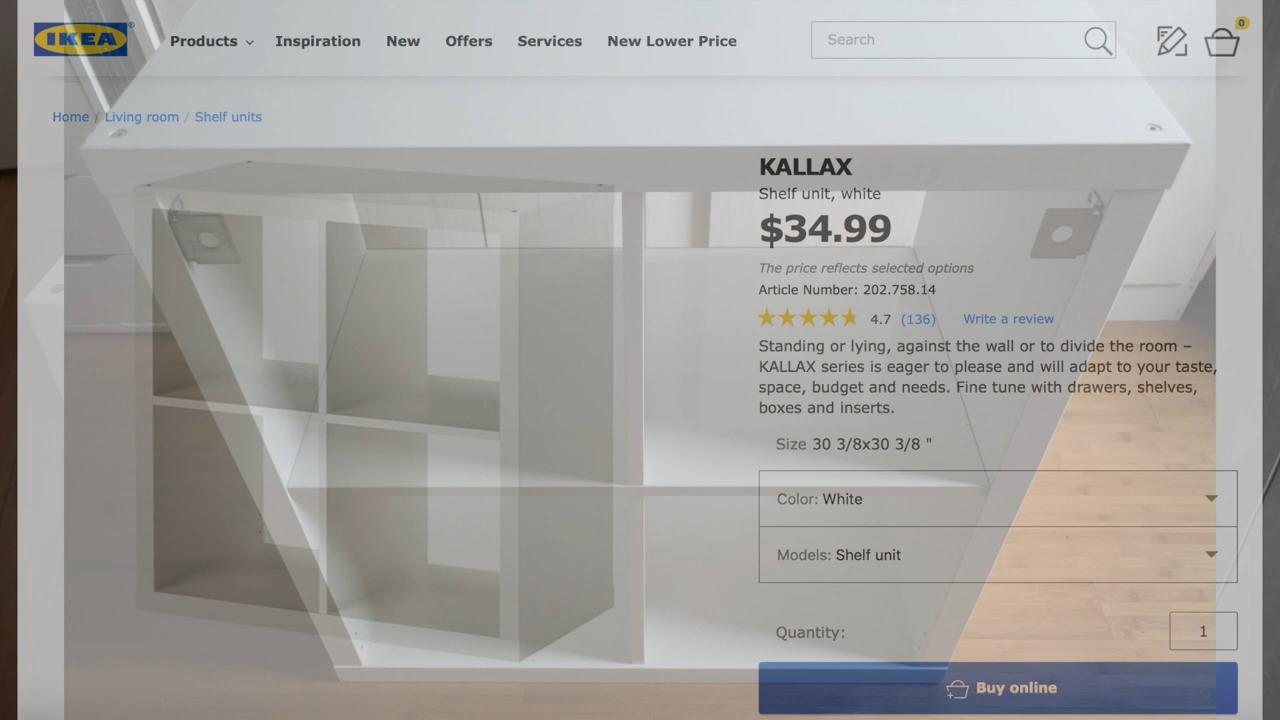 IKEA®
Products
Inspiration
New
Offers
Services
New Lower Price
Search
0
Home / Living room / Shelf units
KALLAX
Shelf unit, white
$34.99
The price reflects selected options
Article Number: 202.758.14
4.7 (136) Write a review
Standing or lying, against the wall or to divide the room –
KALLAX series is eager to please and will adapt to your taste,
space, budget and needs. Fine tune with drawers, shelves,
boxes and inserts.
Size 30 3/8x30 3/8 "
Color: White
Models: Shelf unit
Quantity:
1
Buy online